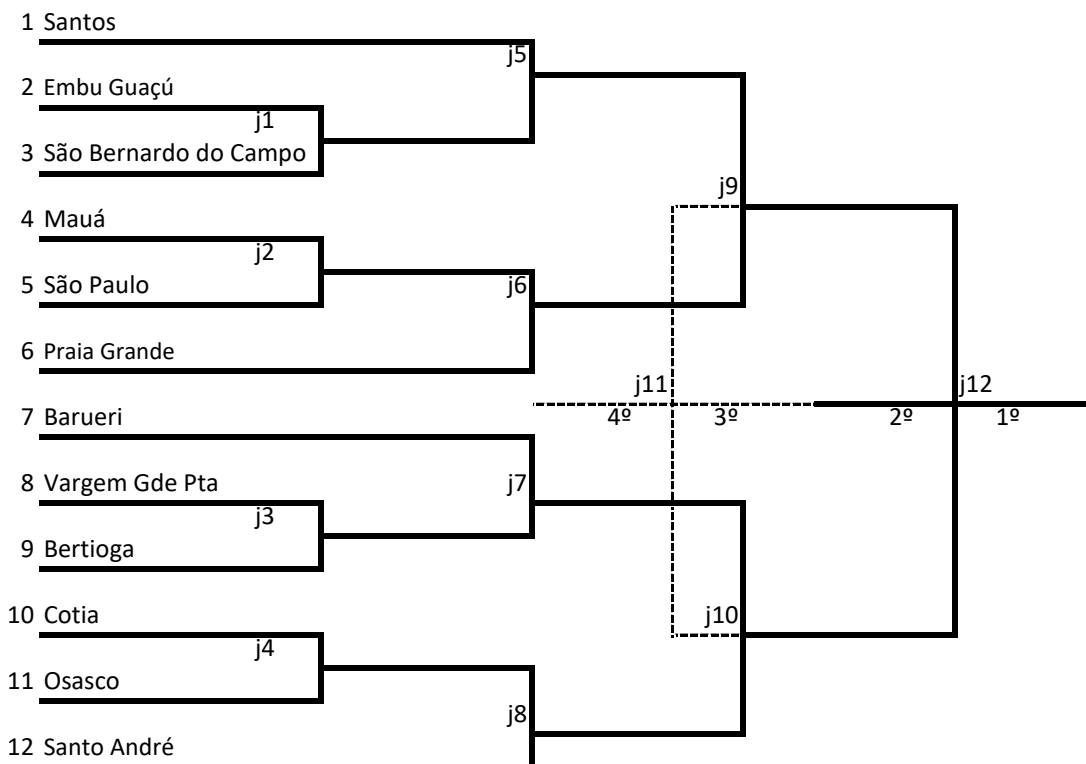 1 Santos
j5
2 Embu Guaçú
j1
3 São Bernardo do Campo
j9
4 Mauá
j2
5 São Paulo
j6
6 Praia Grande
j11
j12
4º
3º
2º
1º
7 Barueri
8 Vargem Gde Pta
j7
j3
9 Bertioga
10 Cotia
j10
j4
11 Osasco
j8
12 Santo André